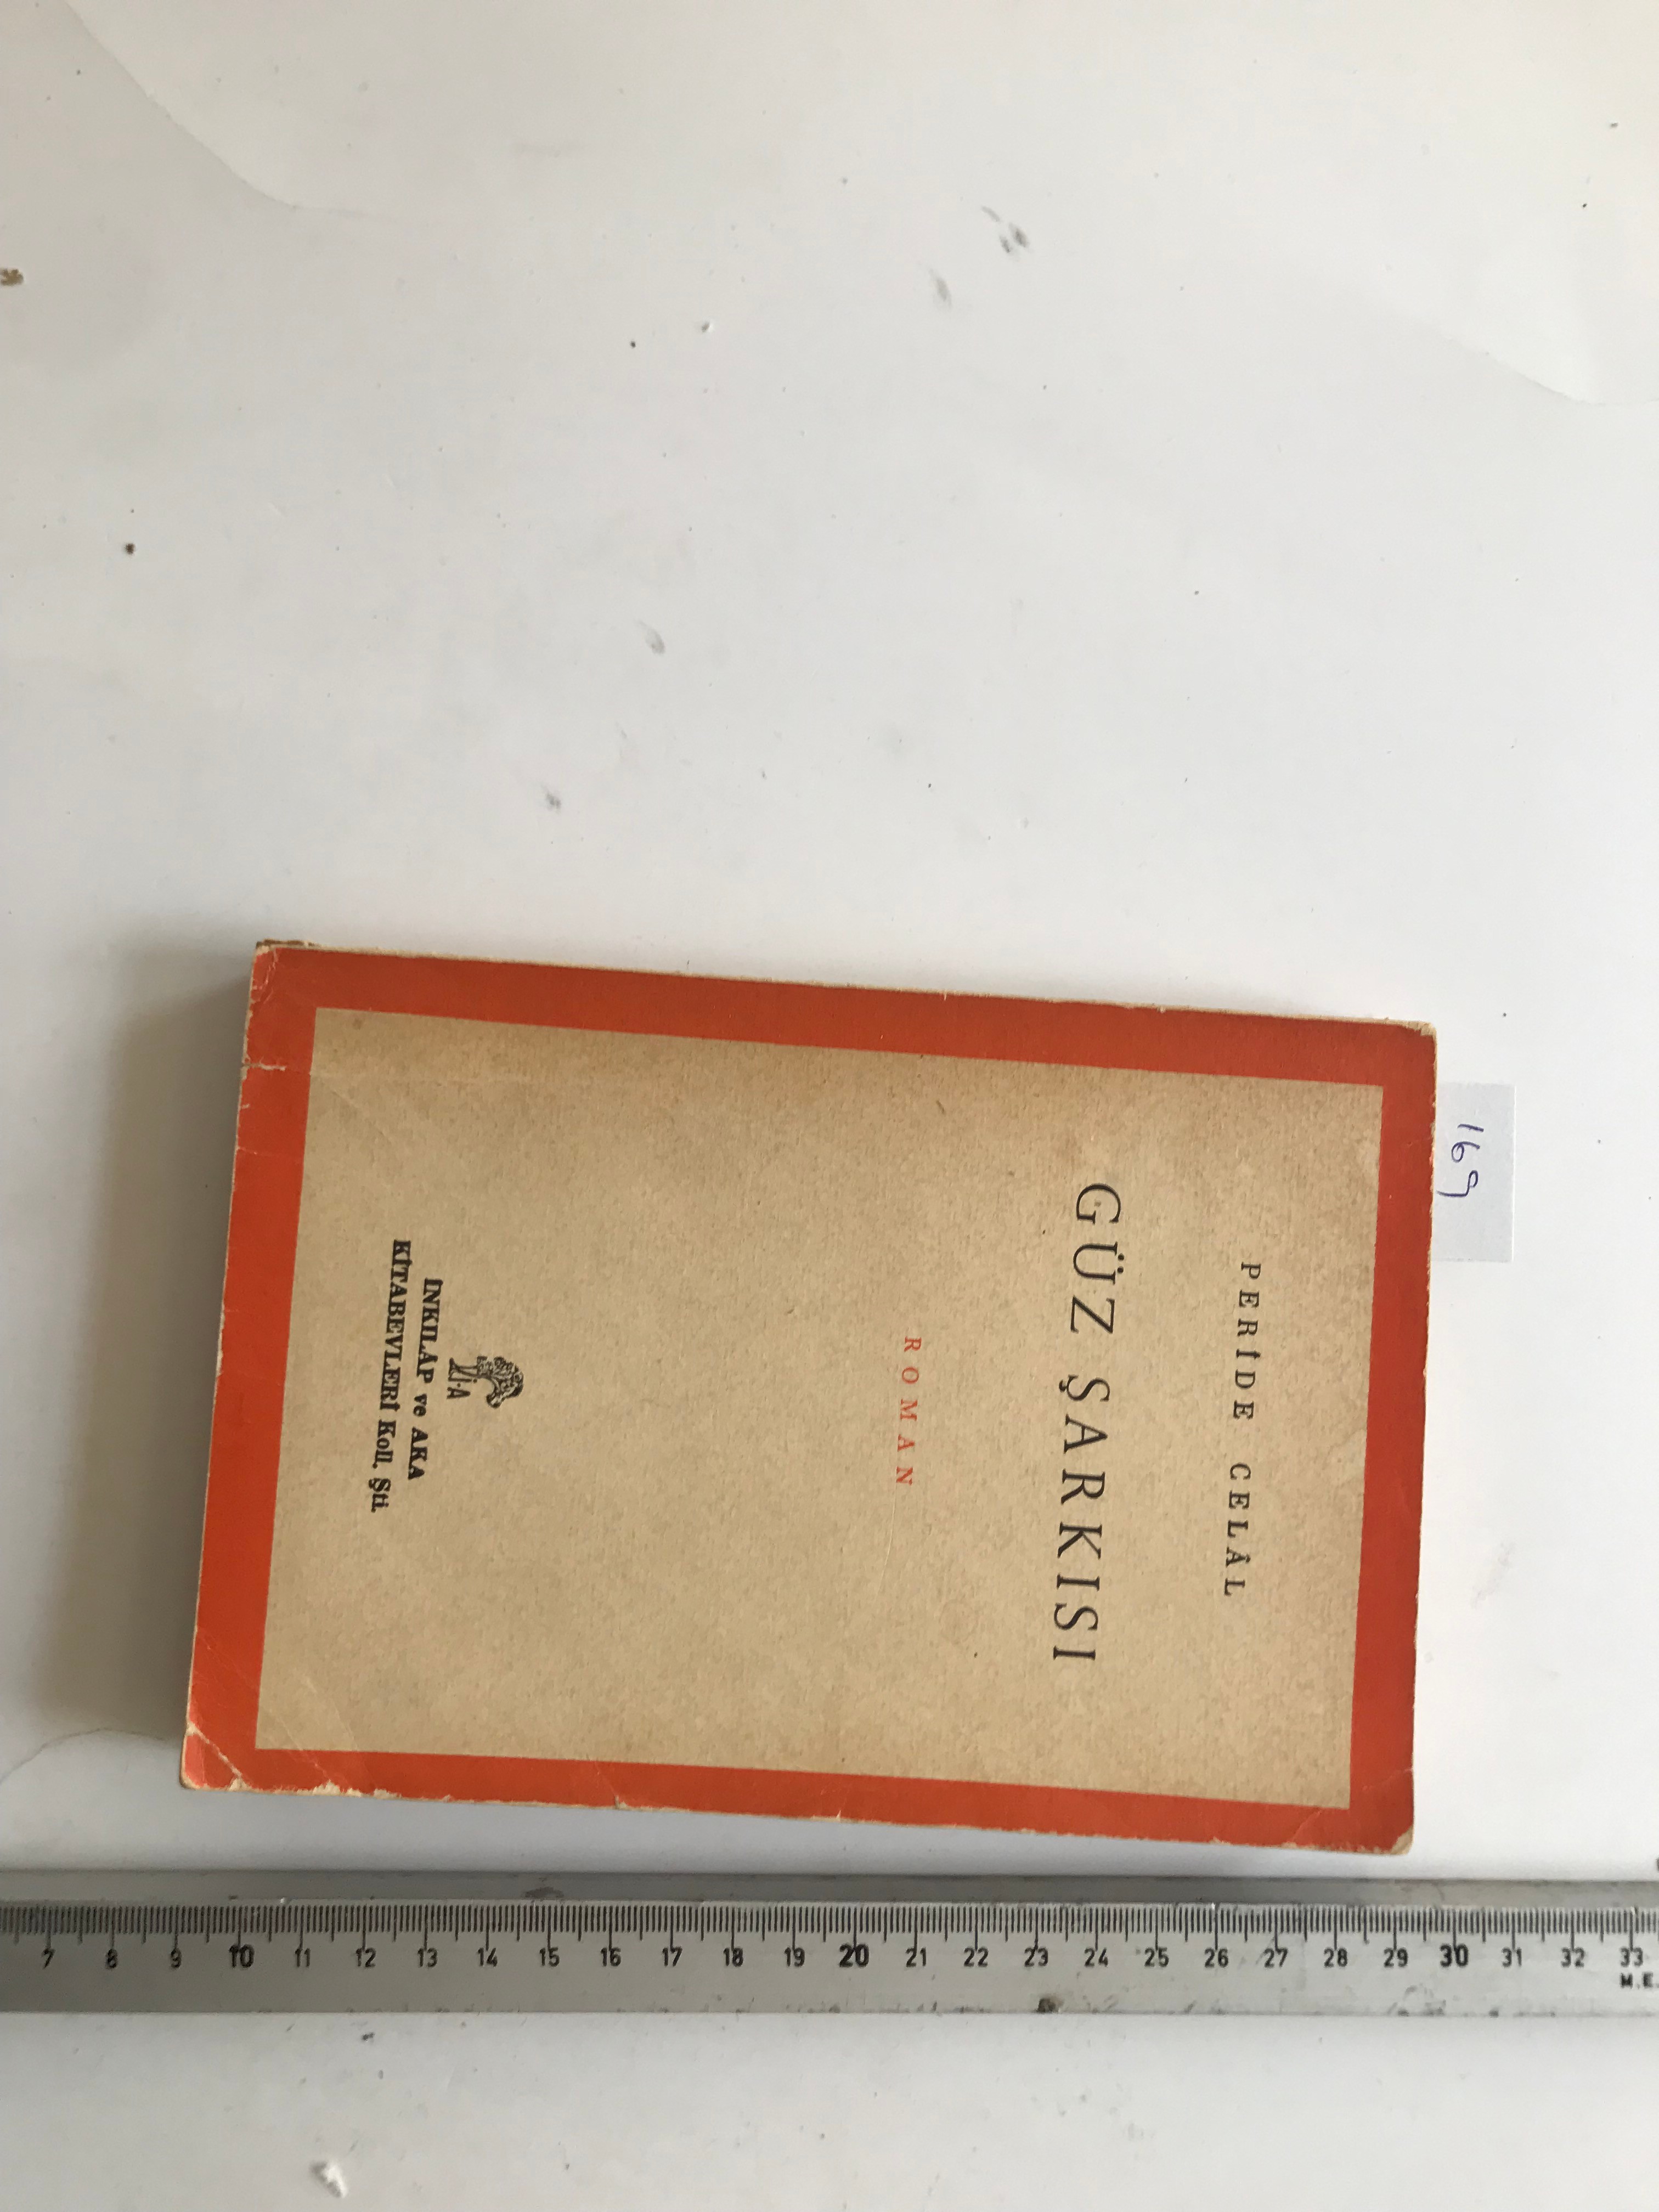 169
PERİDE CELÂL
GÜZ ŞARKISI
ROMAN
İ-A
İNKILÂP ve AKA
KİTABEVLERİ Koll. Şti.
7 8 9 10 11 12 13 14 15 16 17 18 19 20 21 22 23 24 25 26 27 28 29 30 31 32 33
M.E.